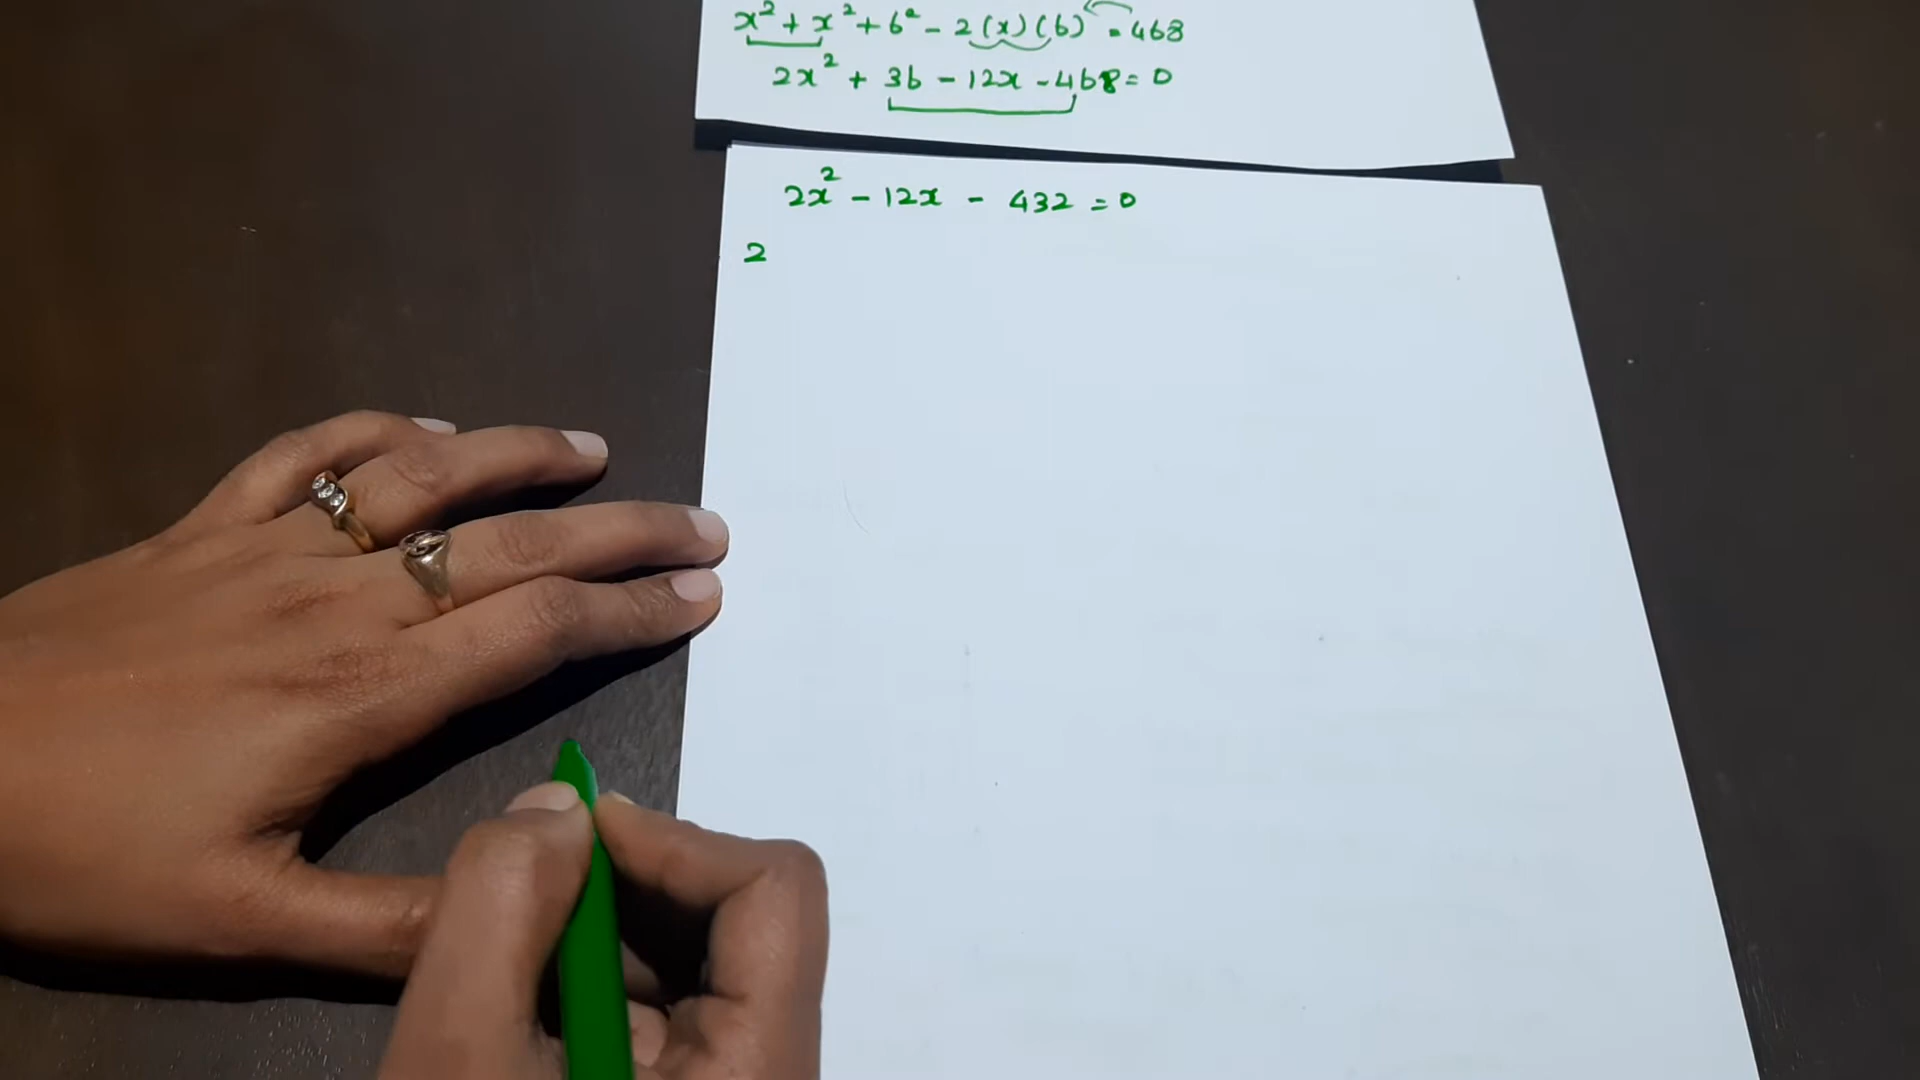 x² + x² + 6² - 2(x)(6) = 468
2x² + 36 - 12x - 468 = 0
2x² - 12x - 432 = 0
2